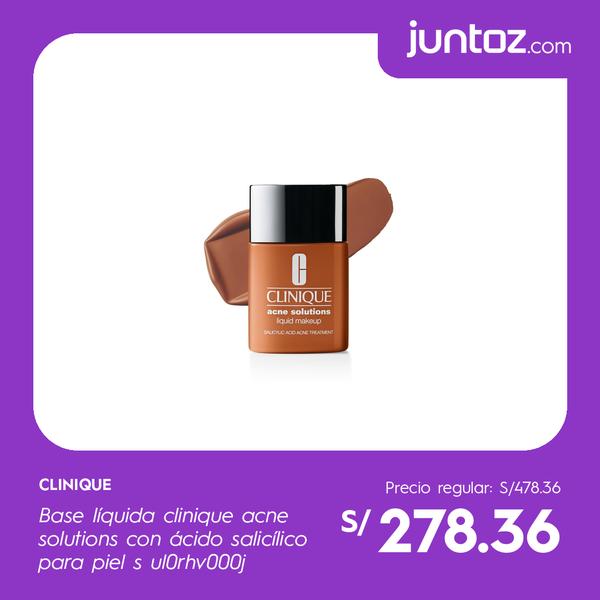 juntoz.com
CLINIQUE
acne solutions
liquid makeup
SALICYLIC ACID ACNE TREATMENT
CLINIQUE
Base líquida clinique acne
solutions con ácido salicílico
para piel s ul0rhv000j
Precio regular: S/478.36
S/ 278.36